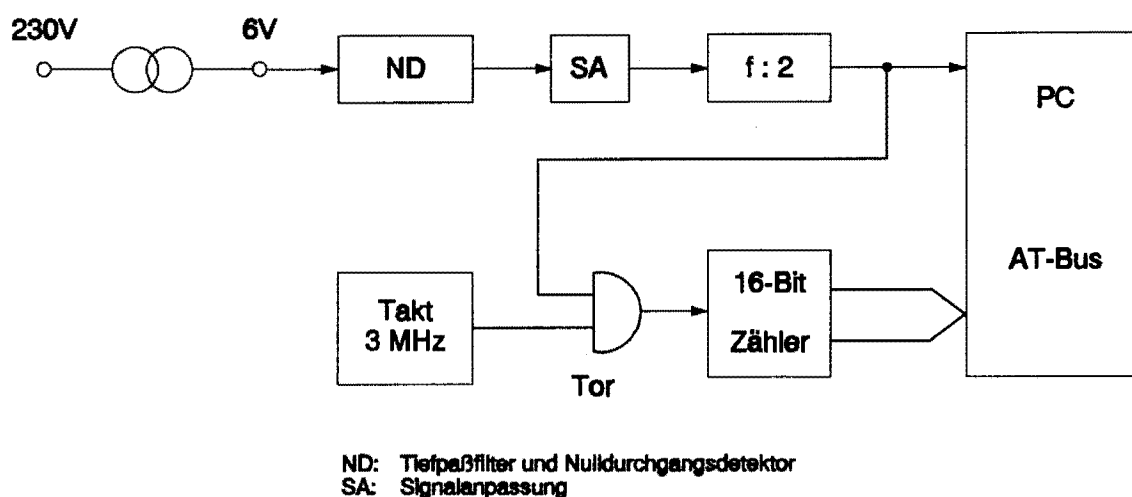 230V
6V
ND
SA
f : 2
PC
AT-Bus
Takt
3 MHz
Tor
16-Bit
Zähler
ND: Tiefpaßfilter und Nulldurchgangsdetektor
SA: Signalanpassung